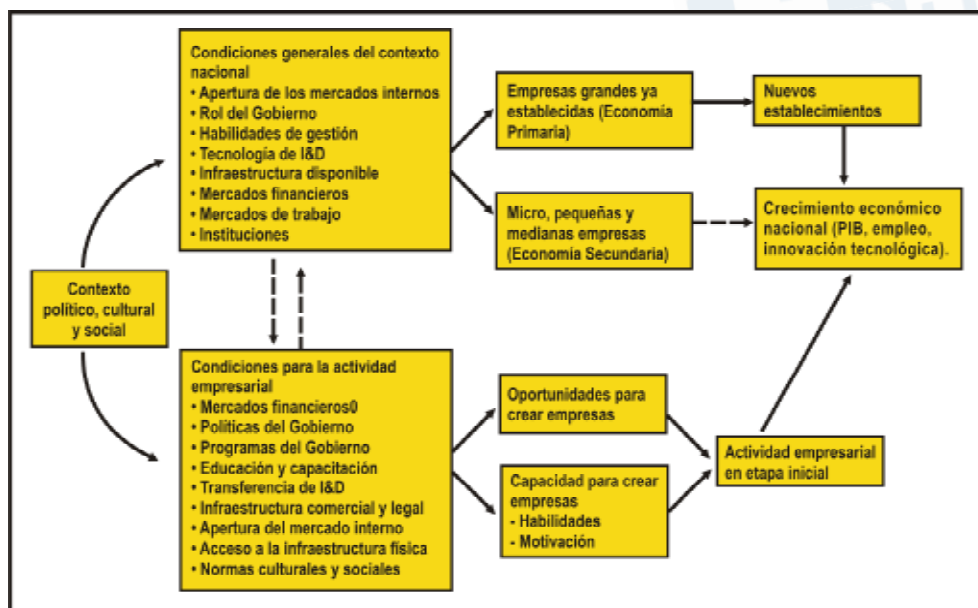 Condiciones generales del contexto
nacional
• Apertura de los mercados internos
• Rol del Gobierno
• Habilidades de gestión
• Tecnología de I&D
• Infraestructura disponible
• Mercados financieros
• Mercados de trabajo
• Instituciones
Empresas grandes ya
establecidas (Economía
Primaria)
Nuevos
establecimientos
Micro, pequeñas y
medianas empresas
(Economía Secundaria)
Crecimiento económico
nacional (PIB, empleo,
innovación tecnológica).
Contexto
político, cultural
y social
Condiciones para la actividad
empresarial
• Mercados financieros0
• Políticas del Gobierno
• Programas del Gobierno
• Educación y capacitación
• Transferencia de I&D
• Infraestructura comercial y legal
• Apertura del mercado interno
• Acceso a la infraestructura física
• Normas culturales y sociales
Oportunidades para
crear empresas
Capacidad para crear
empresas
- Habilidades
- Motivación
Actividad empresarial
en etapa inicial